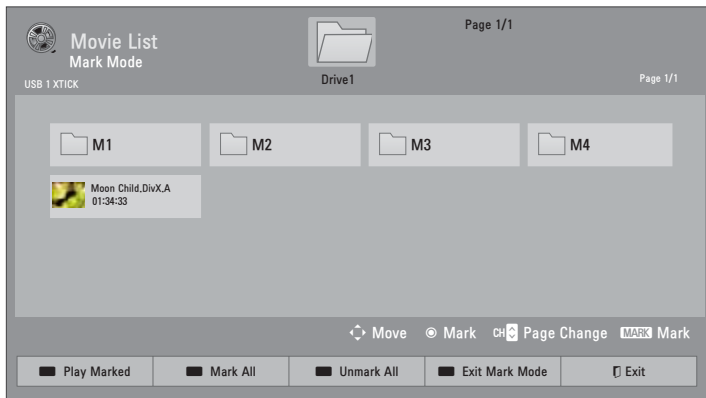 Movie List
Page 1/1
Mark Mode
USB 1 XTICK
Drive1
Page 1/1
M1
M2
M3
M4
Moon Child,DivX,A
01:34:33
Move
Mark
CH Page Change
MARK Mark
Play Marked
Mark All
Unmark All
Exit Mark Mode
Exit